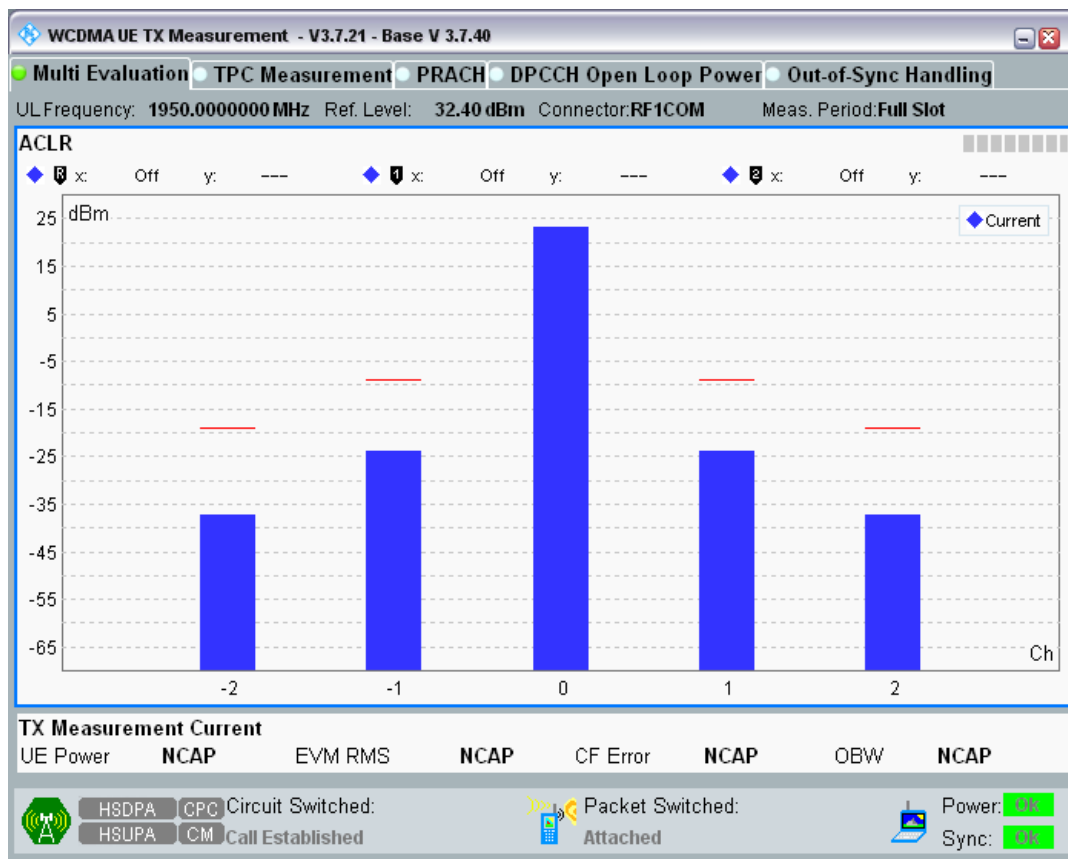 WCDMA UE TX Measurement - V3.7.21 - Base V 3.7.40
Multi Evaluation TPC Measurement PRACH DPCCH Open Loop Power Out-of-Sync Handling
UL Frequency: 1950.0000000 MHz Ref. Level: 32.40 dBm Connector:RF1COM Meas. Period:Full Slot
ACLR
R x: Off y: --- 1 x: Off y: --- 2 x: Off y: ---
dBm
Current
25
15
5
-5
-15
-25
-35
-45
-55
-65
Ch
-2 -1 0 1 2
TX Measurement Current
UE Power NCAP EVM RMS NCAP CF Error NCAP OBW NCAP
HSDPA CPC Circuit Switched: Packet Switched: Power: Ok
HSUPA CM Call Established Attached Sync: Ok